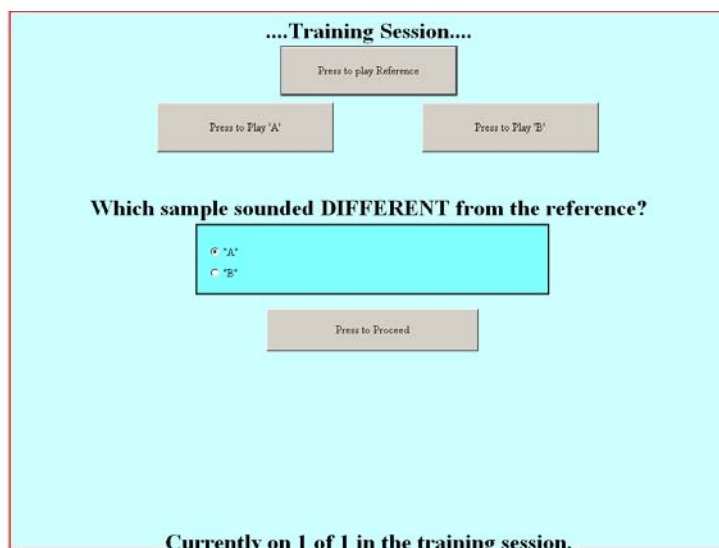 ....Training Session....
Press to play Reference
Press to Play 'A'
Press to Play 'B'
Which sample sounded DIFFERENT from the reference?
"A"
"B"
Press to Proceed
Currently on 1 of 1 in the training session.